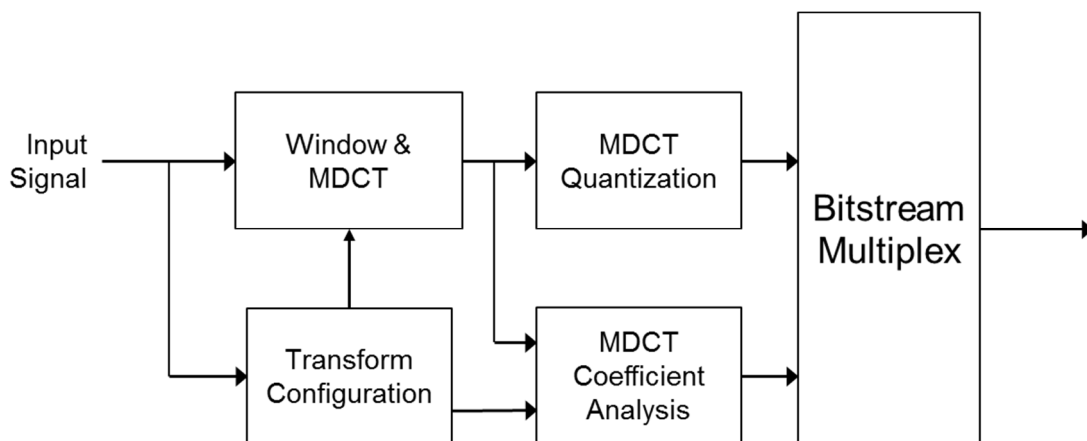 Input
Signal
Window &
MDCT
MDCT
Quantization
Bitstream
Multiplex
Transform
Configuration
MDCT
Coefficient
Analysis